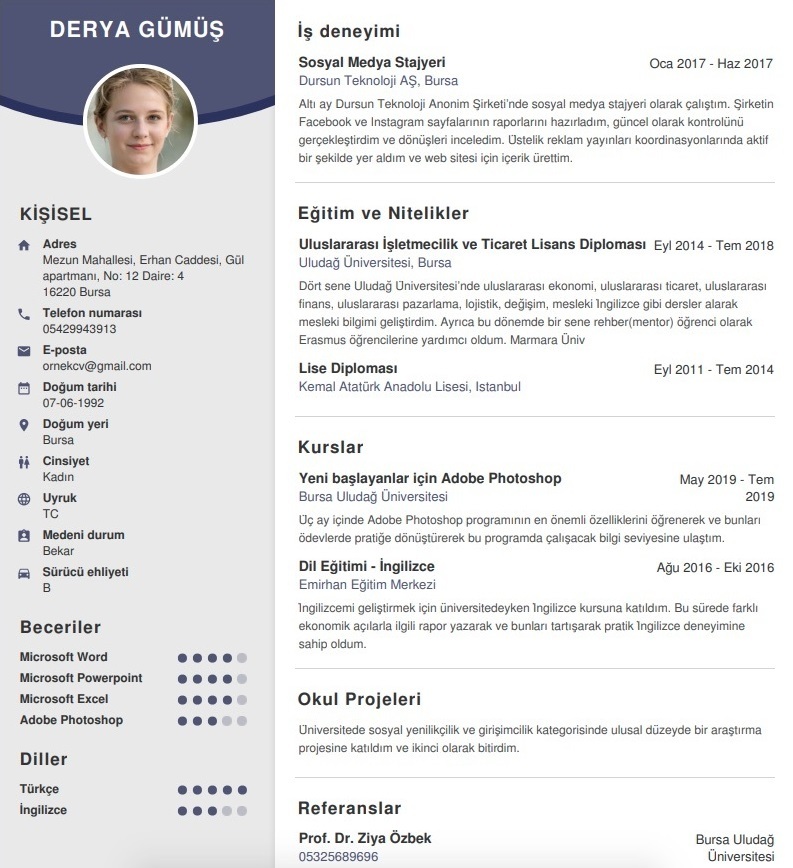 DERYA GÜMÜŞ
KİŞİSEL
Adres
Mezun Mahallesi, Erhan Caddesi, Gül
apartmanı, No: 12 Daire: 4
16220 Bursa
Telefon numarası
05429943913
E-posta
ornekcv@gmail.com
Doğum tarihi
07-06-1992
Doğum yeri
Bursa
Cinsiyet
Kadın
Uyruk
TC
Medeni durum
Bekar
Sürücü ehliyeti
B
Beceriler
Microsoft Word
Microsoft Powerpoint
Microsoft Excel
Adobe Photoshop
Diller
Türkçe
İngilizce
İş deneyimi
Sosyal Medya Stajyeri Oca 2017 - Haz 2017
Dursun Teknoloji AŞ, Bursa
Altı ay Dursun Teknoloji Anonim Şirketi'nde sosyal medya stajyeri olarak çalıştım. Şirketin
Facebook ve Instagram sayfalarının raporlarını hazırladım, güncel olarak kontrolünü
gerçekleştirdim ve dönüşleri inceledim. Üstelik reklam yayınları koordinasyonlarında aktif
bir şekilde yer aldım ve web sitesi için içerik ürettim.
Eğitim ve Nitelikler
Uluslararası İşletmecilik ve Ticaret Lisans Diploması Eyl 2014 - Tem 2018
Uludağ Üniversitesi, Bursa
Dört sene Uludağ Üniversitesi'nde uluslararası ekonomi, uluslararası ticaret, uluslararası
finans, uluslararası pazarlama, lojistik, değişim, mesleki İngilizce gibi dersler alarak
mesleki bilgimi geliştirdim. Ayrıca bu dönemde bir sene rehber(mentor) öğrenci olarak
Erasmus öğrencilerine yardımcı oldum. Marmara Üniv
Lise Diploması Eyl 2011 - Tem 2014
Kemal Atatürk Anadolu Lisesi, Istanbul
Kurslar
Yeni başlayanlar için Adobe Photoshop May 2019 - Tem
Bursa Uludağ Üniversitesi 2019
Üç ay içinde Adobe Photoshop programının en önemli özelliklerini öğrenerek ve bunları
ödevlerde pratiğe dönüştürerek bu programda çalışacak bilgi seviyesine ulaştım.
Dil Eğitimi - İngilizce Ağu 2016 - Eki 2016
Emirhan Eğitim Merkezi
İngilizcemi geliştirmek için üniversitedeyken İngilizce kursuna katıldım. Bu sürede farklı
ekonomik açılarla ilgili rapor yazarak ve bunları tartışarak pratik İngilizce deneyimine
sahip oldum.
Okul Projeleri
Üniversitede sosyal yenilikçilik ve girişimcilik kategorisinde ulusal düzeyde bir araştırma
projesine katıldım ve ikinci olarak bitirdim.
Referanslar
Prof. Dr. Ziya Özbek Bursa Uludağ
05325689696 Üniversitesi